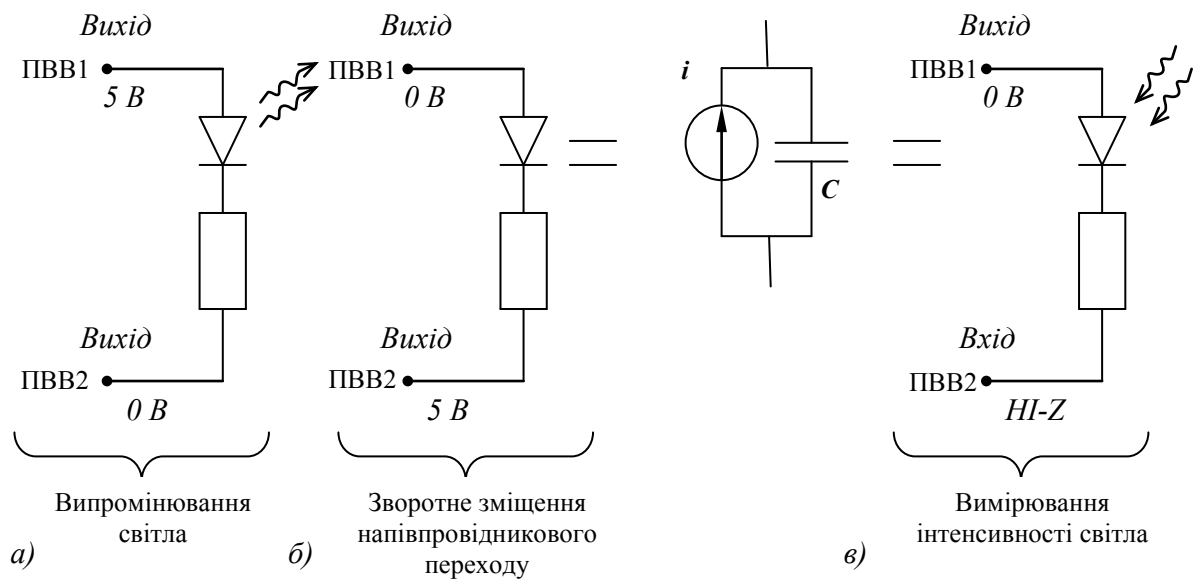 Вихід
ПВВ1
5 В
Вихід
ПВВ2
0 В
Випромінювання
світла
а)
Вихід
ПВВ1
0 В
Вихід
ПВВ2
5 В
Зворотне зміщення
напівпровідникового
переходу
б)
i
C
Вихід
ПВВ1
0 В
Вхід
ПВВ2
HI-Z
Вимірювання
інтенсивності світла
в)